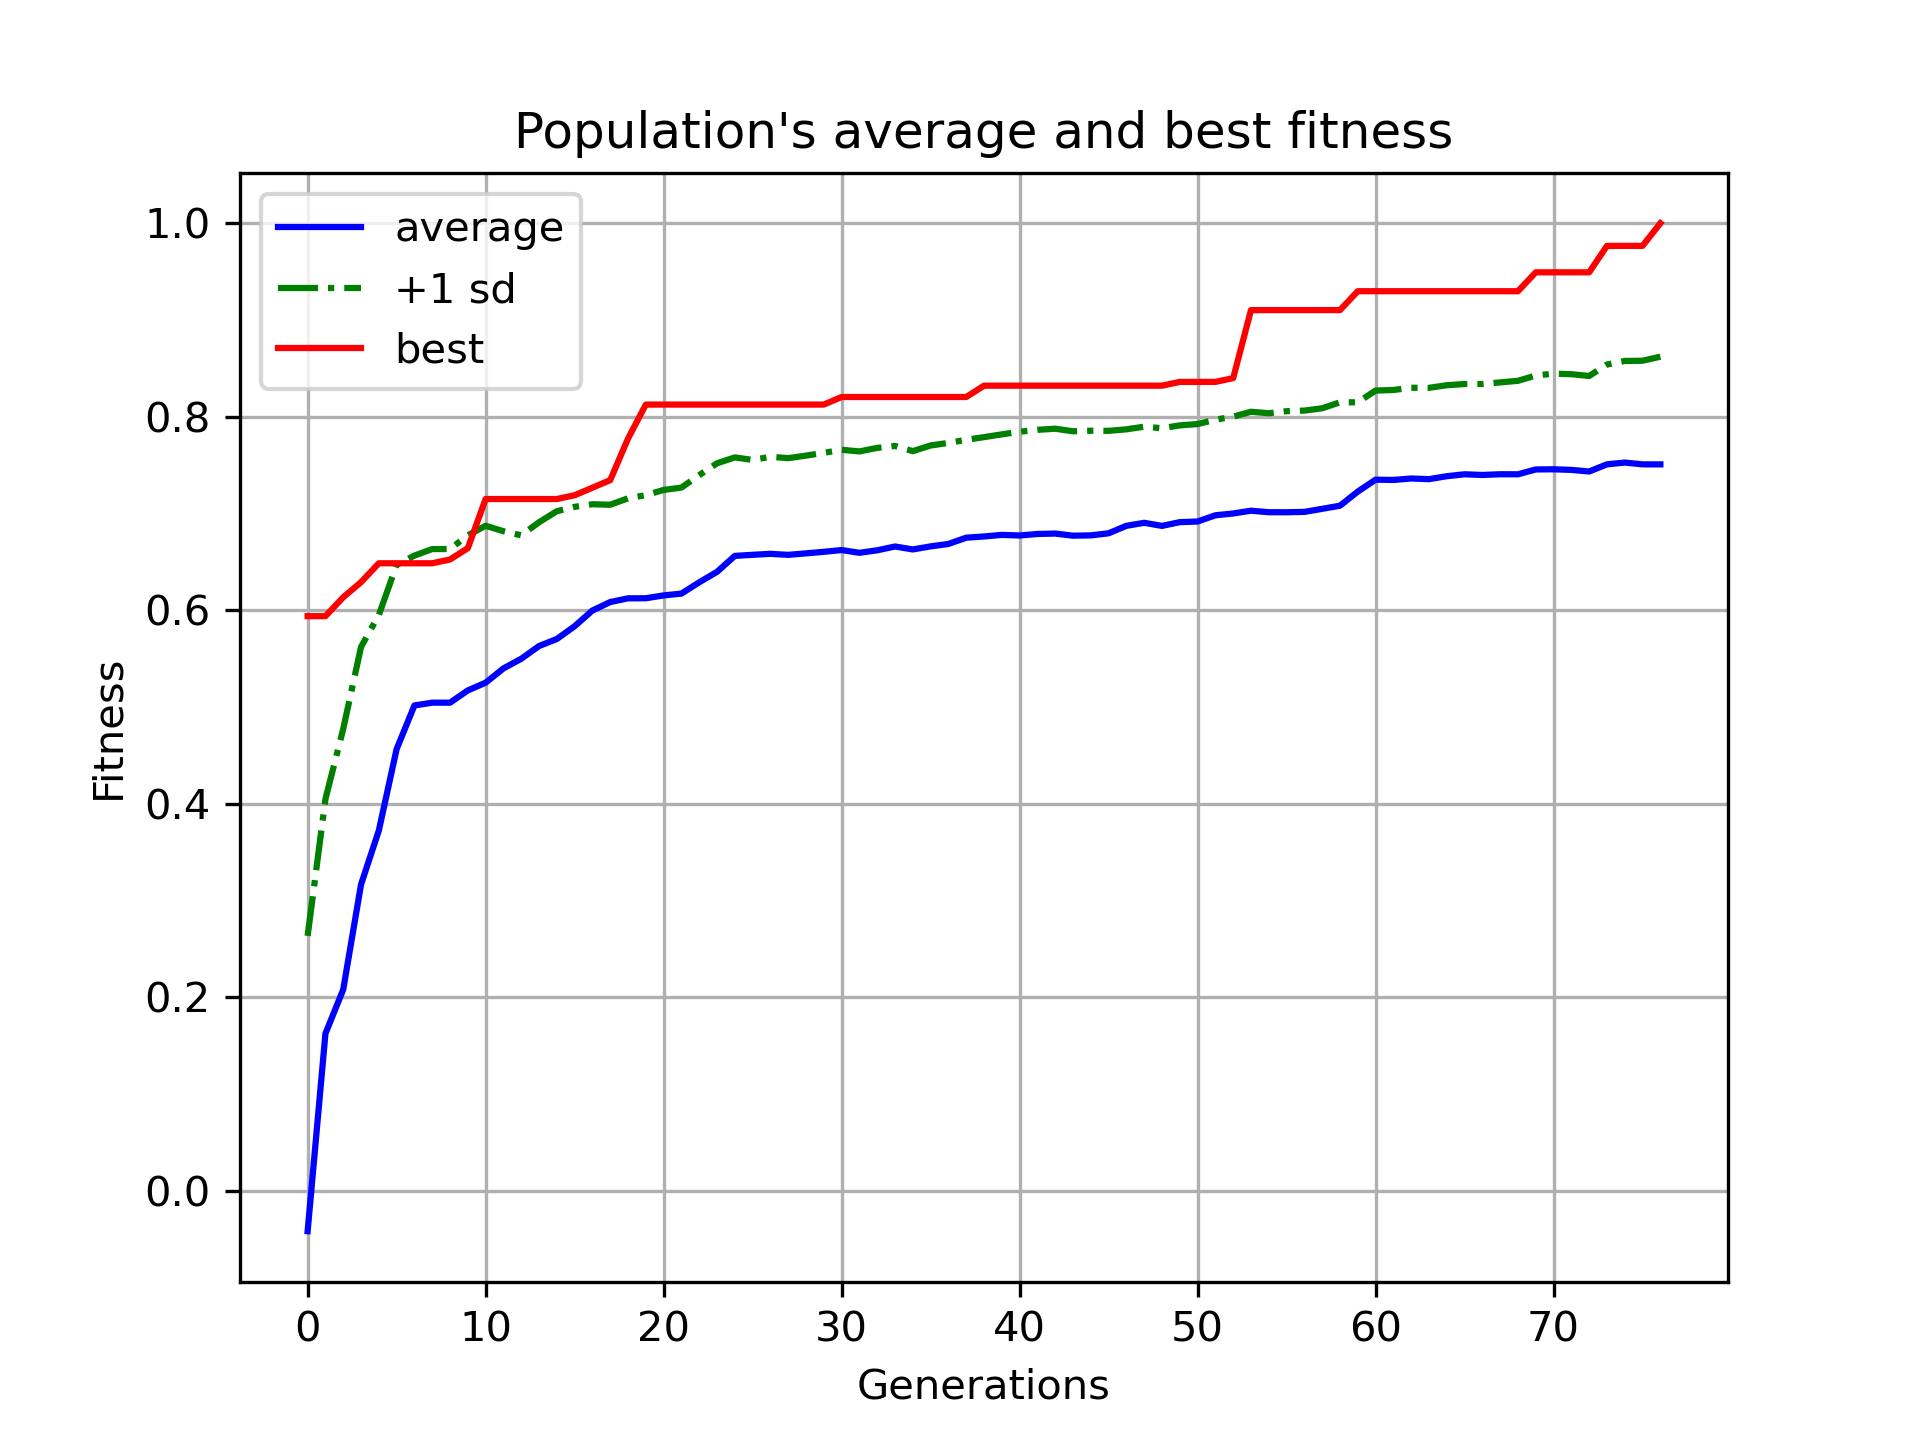 Population's average and best fitness
average
+1 sd
best
1.0
0.8
0.6
0.4
0.2
0.0
Fitness
0 10 20 30 40 50 60 70
Generations